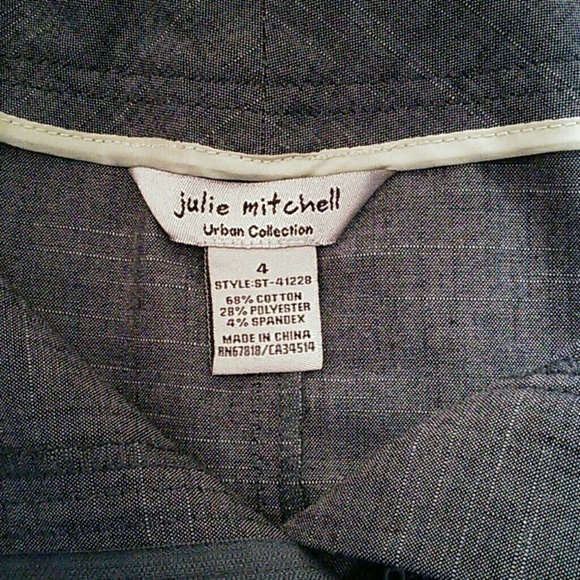 julie mitchell
Urban Collection
4
STYLE:ST-41228
68% COTTON
28% POLYESTER
4% SPANDEX
MADE IN CHINA
RN67818/CA34514